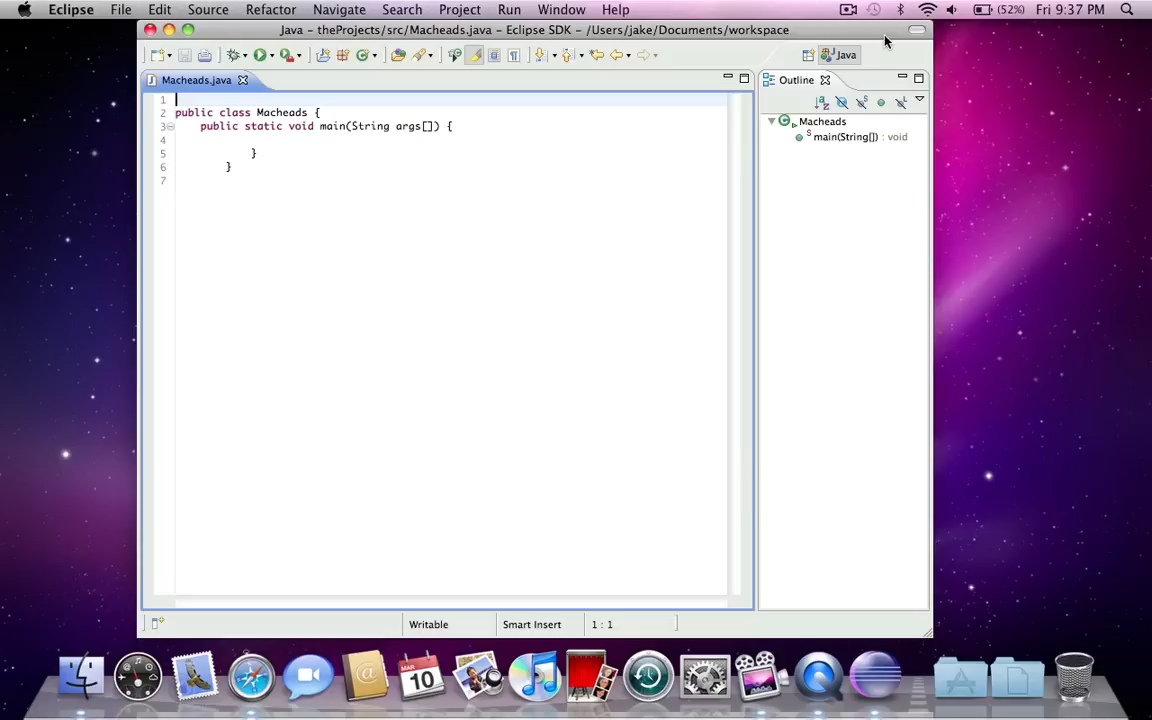 Eclipse File Edit Source Refactor Navigate Search Project Run Window Help (52%) Fri 9:37 PM
Java - theProjects/src/Macheads.java - Eclipse SDK - /Users/jake/Documents/workspace
Java
Macheads.java
Outline
1
2 public class Macheads {
3 public static void main(String args[]) {
4
5 }
6 }
7
Macheads
main(String[]) : void
Writable Smart Insert 1 : 1
MAR
10